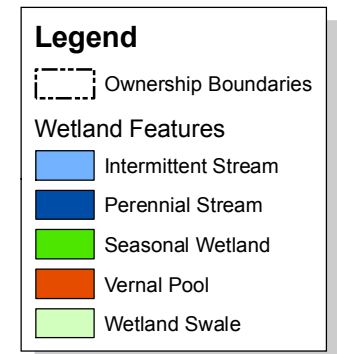 Legend
Ownership Boundaries
Wetland Features
Intermittent Stream
Perennial Stream
Seasonal Wetland
Vernal Pool
Wetland Swale